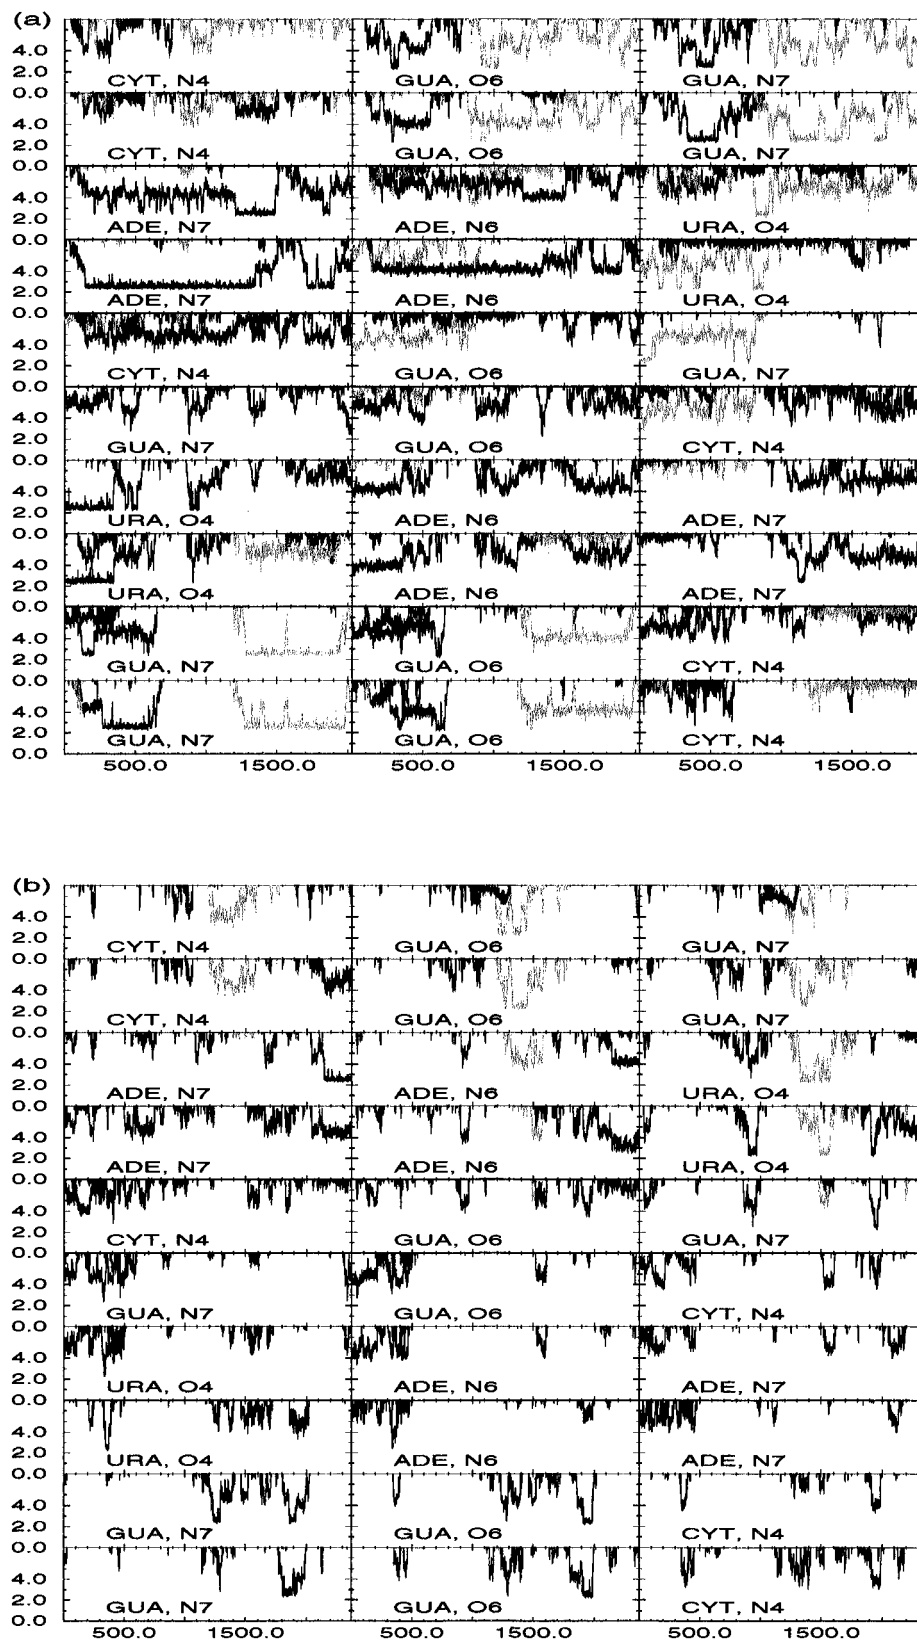 (a)
4.0
2.0
CYT, N4 GUA, O6 GUA, N7
0.0
4.0
2.0
CYT, N4 GUA, O6 GUA, N7
0.0
4.0
2.0
ADE, N7 ADE, N6 URA, O4
0.0
4.0
2.0
ADE, N7 ADE, N6 URA, O4
0.0
4.0
2.0
CYT, N4 GUA, O6 GUA, N7
0.0
4.0
2.0
GUA, N7 GUA, O6 CYT, N4
0.0
4.0
2.0
URA, O4 ADE, N6 ADE, N7
0.0
4.0
2.0
URA, O4 ADE, N6 ADE, N7
0.0
4.0
2.0
GUA, N7 GUA, O6 CYT, N4
0.0
4.0
2.0
GUA, N7 GUA, O6 CYT, N4
0.0
500.0 1500.0 500.0 1500.0 500.0 1500.0
(b)
4.0
2.0
CYT, N4 GUA, O6 GUA, N7
0.0
4.0
2.0
CYT, N4 GUA, O6 GUA, N7
0.0
4.0
2.0
ADE, N7 ADE, N6 URA, O4
0.0
4.0
2.0
ADE, N7 ADE, N6 URA, O4
0.0
4.0
2.0
CYT, N4 GUA, O6 GUA, N7
0.0
4.0
2.0
GUA, N7 GUA, O6 CYT, N4
0.0
4.0
2.0
URA, O4 ADE, N6 ADE, N7
0.0
4.0
2.0
URA, O4 ADE, N6 ADE, N7
0.0
4.0
2.0
GUA, N7 GUA, O6 CYT, N4
0.0
4.0
2.0
GUA, N7 GUA, O6 CYT, N4
0.0
500.0 1500.0 500.0 1500.0 500.0 1500.0